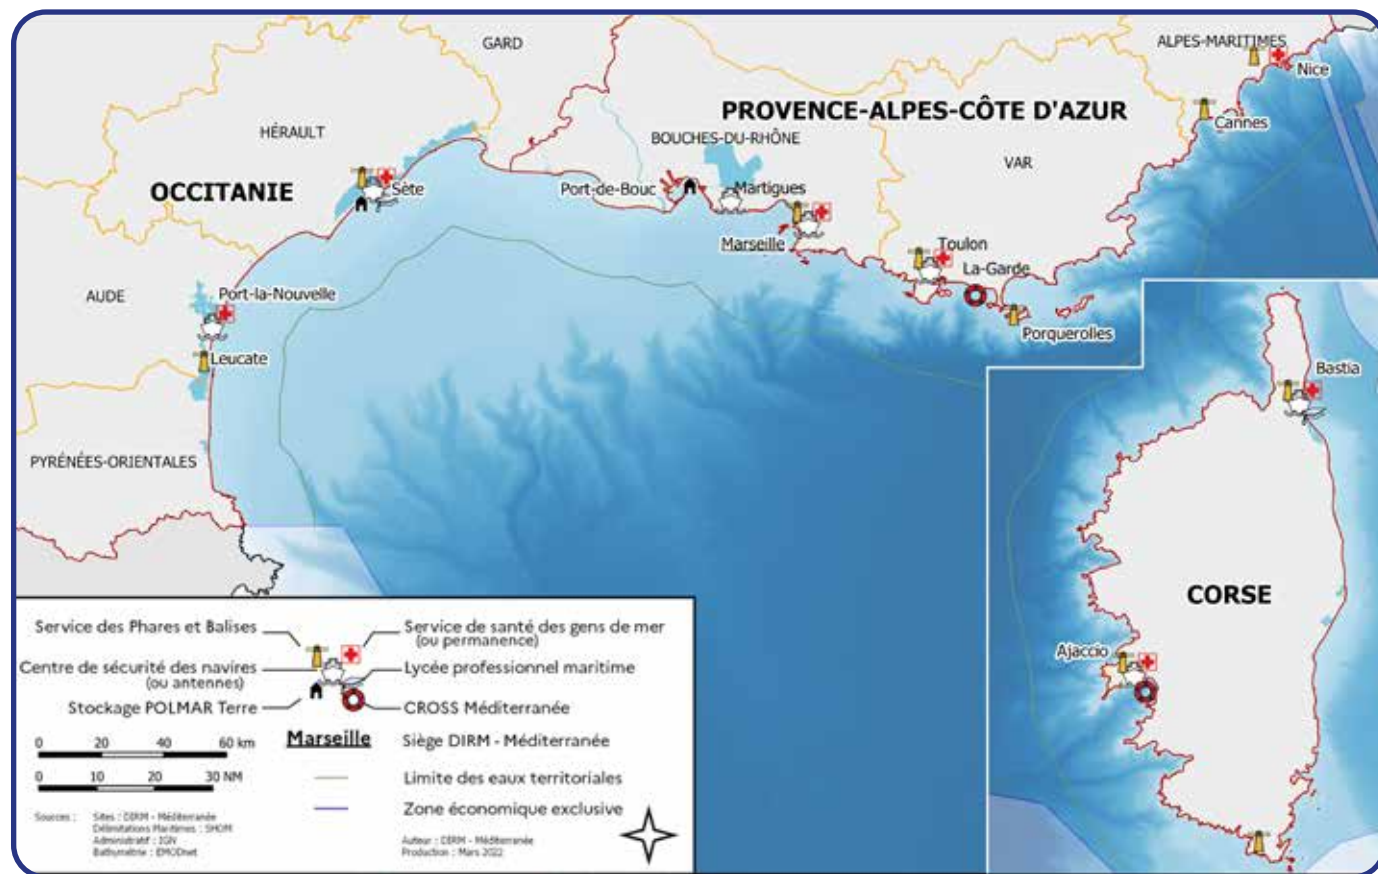 GARD
ALPES-MARITIMES
Nice
PROVENCE-ALPES-CÔTE D'AZUR
Cannes
HÉRAULT
BOUCHES-DU-RHÔNE
VAR
OCCITANIE
Sète
Port-de-Bouc
Martigues
Marseille
Toulon
La-Garde
AUDE
Port-la-Nouvelle
Porquerolles
Leucate
Bastia
PYRÉNÉES-ORIENTALES
CORSE
Ajaccio
Service des Phares et Balises
Service de santé des gens de mer
(ou permanence)
Centre de sécurité des navires
(ou antennes)
Lycée professionnel maritime
Stockage POLMAR Terre
CROSS Méditerranée
Marseille
Siège DIRM - Méditerranée
0 20 40 60 km
0 10 20 30 NM
Limite des eaux territoriales
Zone économique exclusive
Sources :
Sites : DIRM - Méditerranée
Délimitations Maritimes : SHOM
Administratif : IGN
Bathymétrie : EMODnet
Auteur : DIRM - Méditerranée
Production : Mars 2022